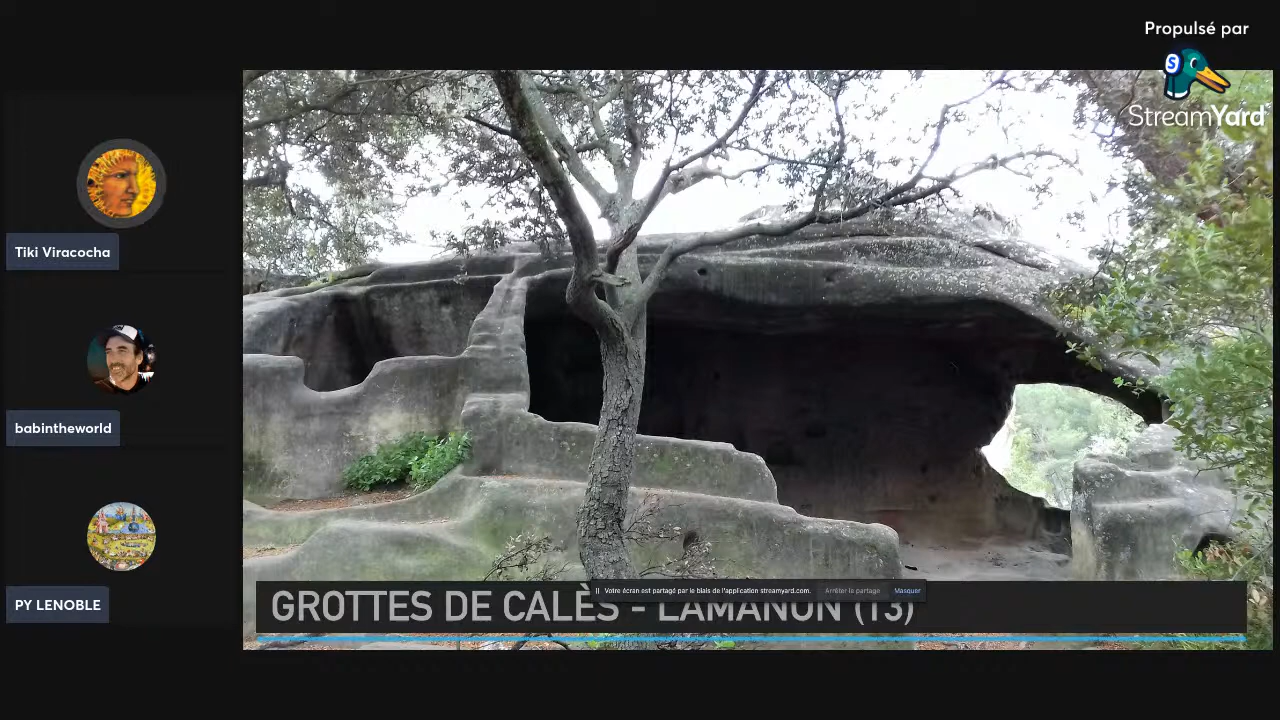 Propulsé par
StreamYard
Tiki Viracocha
babintheworld
PY LENOBLE
GROTTES DE CALÈS - LAMANON (13)
Votre écran est partagé par le biais de l'application streamyard.com. Arrêter le partage Masquer